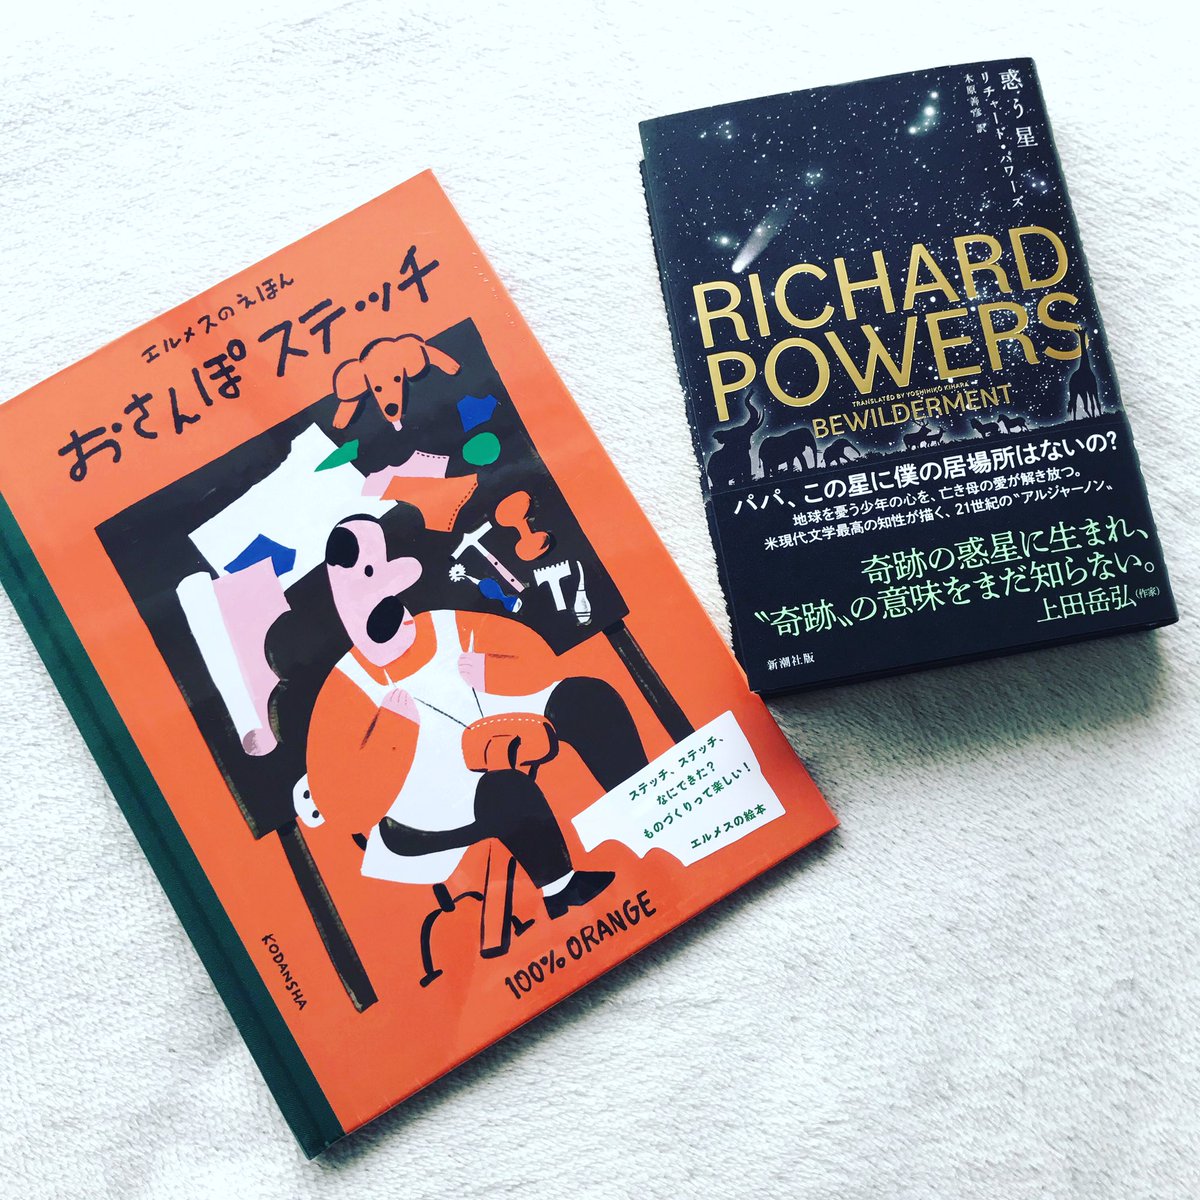 エルメスのえほん
おさんぽステッチ
ステッチ、ステッチ、
なにできた?
ものづくりって楽しい!
エルメスの絵本
100% ORANGE
KODANSHA
惑う星
リチャード・パワーズ
木原善彦 訳
RICHARD
POWERS
TRANSLATED BY YOSHIHIKO KIHARA
BEWILDERMENT
パパ、この星に僕の居場所はないの?
地球を憂う少年の心を、亡き母の愛が解き放つ。
米現代文学最高の知性が描く、21世紀の〝アルジャーノン〟
奇跡の惑星に生まれ、
〝奇跡〟の意味をまだ知らない。
上田岳弘(作家)
新潮社版